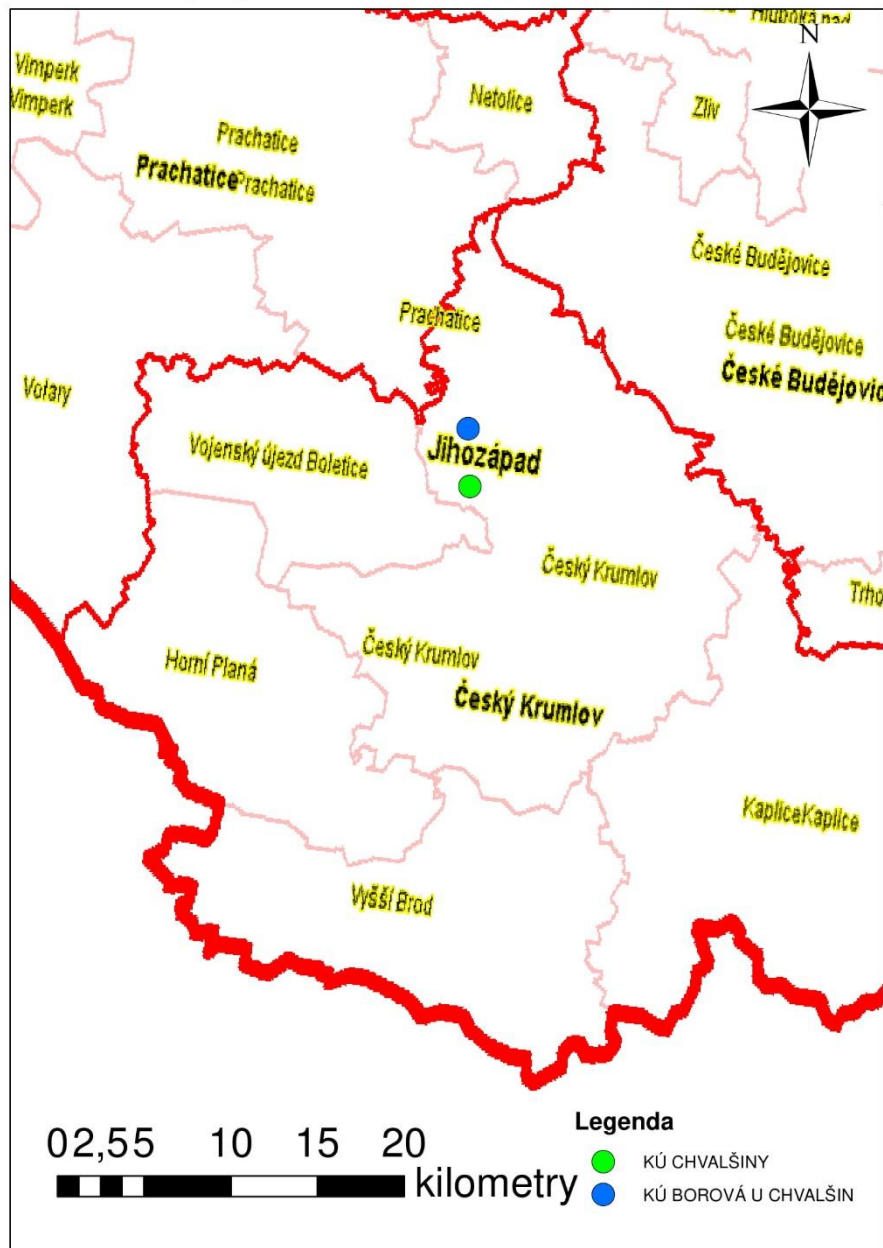 Hluboká nad
N
Vimperk
Vimperk
Netolice
Zliv
Prachatice
Prachatice
Prachatice
České Budějovice
Prachatice
České Budějovice
České Budějovic
Volary
Jihozápad
Vojenský újezd Boletice
Český Krumlov
Trho
Český Krumlov
Horní Planá
Český Krumlov
KapliceKaplice
Vyšší Brod
02,55 10 15 20
kilometry
Legenda
KÚ CHVALŠINY
KÚ BOROVÁ U CHVALŠIN